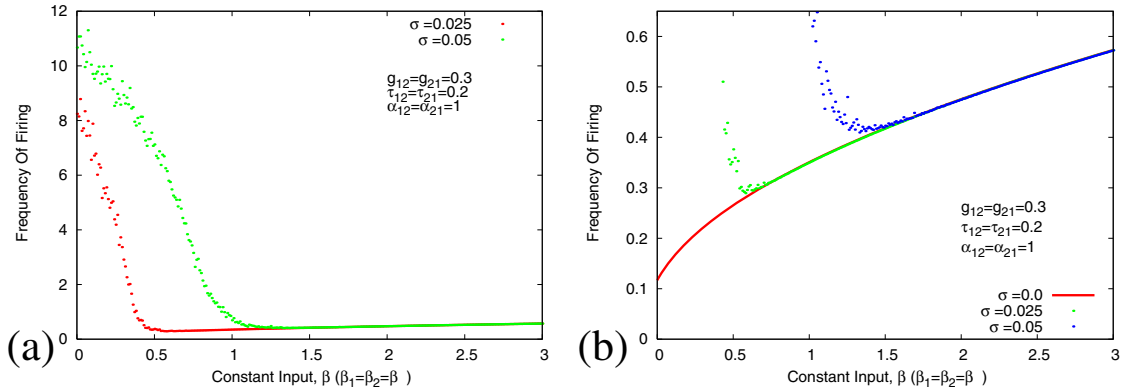 12
10
8
6
4
2
0
Frequency Of Firing
σ =0.025
σ =0.05
g12=g21=0.3
τ12=τ21=0.2
α12=α21=1
0 0.5 1 1.5 2 2.5 3
Constant Input, β (β1=β2=β )
(a)
0.6
0.5
0.4
0.3
0.2
0.1
0
Frequency Of Firing
g12=g21=0.3
τ12=τ21=0.2
α12=α21=1
σ =0.0
σ =0.025
σ =0.05
0 0.5 1 1.5 2 2.5 3
Constant Input, β (β1=β2=β )
(b)